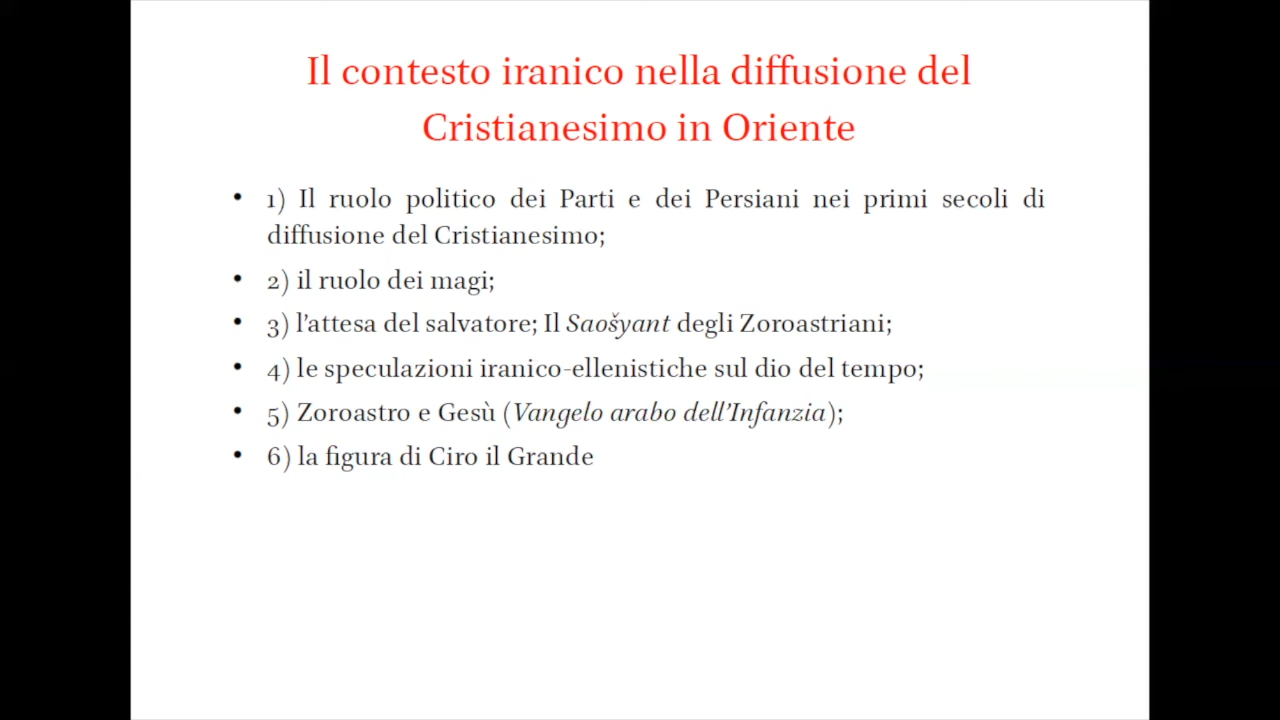 Il contesto iranico nella diffusione del
Cristianesimo in Oriente
• 1) Il ruolo politico dei Parti e dei Persiani nei primi secoli di
diffusione del Cristianesimo;
• 2) il ruolo dei magi;
• 3) l’attesa del salvatore; Il Saošyant degli Zoroastriani;
• 4) le speculazioni iranico-ellenistiche sul dio del tempo;
• 5) Zoroastro e Gesù (Vangelo arabo dell’Infanzia);
• 6) la figura di Ciro il Grande